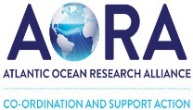 AORA
ATLANTIC OCEAN RESEARCH ALLIANCE
CO-ORDINATION AND SUPPORT ACTION